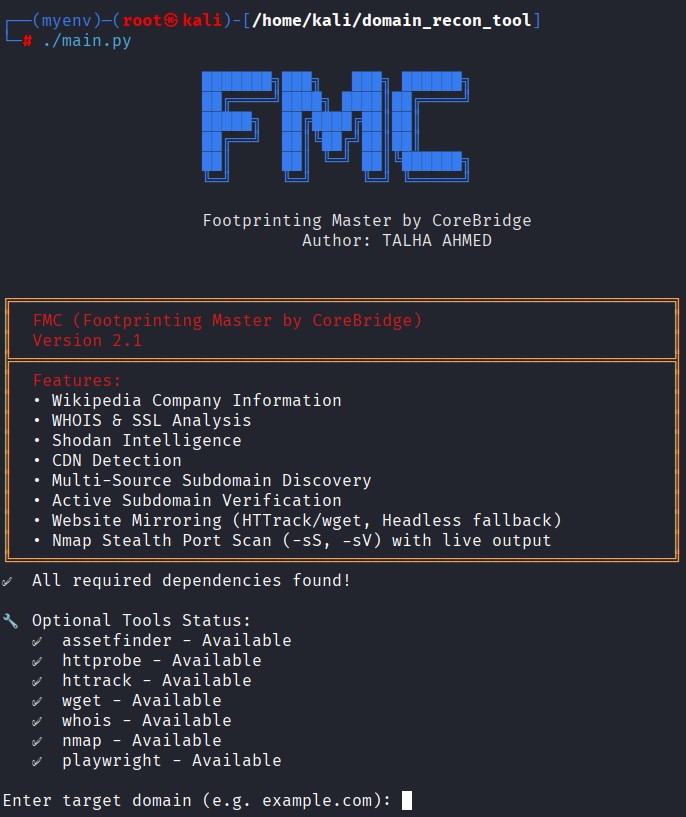 ┌──(myenv)─(root㉿kali)-[/home/kali/domain_recon_tool]
└─# ./main.py
FMC
Footprinting Master by CoreBridge
Author: TALHA AHMED
FMC (Footprinting Master by CoreBridge)
Version 2.1
Features:
• Wikipedia Company Information
• WHOIS & SSL Analysis
• Shodan Intelligence
• CDN Detection
• Multi-Source Subdomain Discovery
• Active Subdomain Verification
• Website Mirroring (HTTrack/wget, Headless fallback)
• Nmap Stealth Port Scan (-sS, -sV) with live output
✔ All required dependencies found!
🔧 Optional Tools Status:
✔ assetfinder - Available
✔ httprobe - Available
✔ httrack - Available
✔ wget - Available
✔ whois - Available
✔ nmap - Available
✔ playwright - Available
Enter target domain (e.g. example.com):